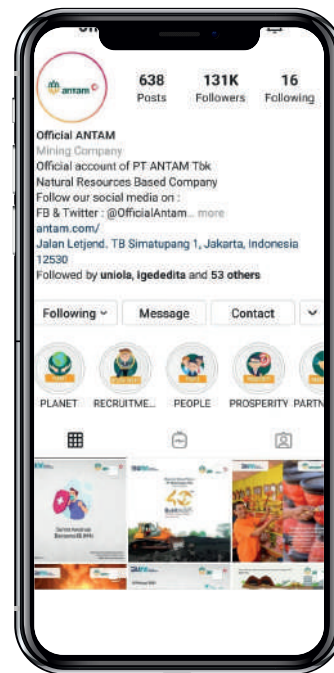 antam
638 131K 16
Posts Followers Following
Official ANTAM
Mining Company
Official account of PT ANTAM Tbk
Natural Resources Based Company
Follow our social media on :
FB & Twitter : @OfficialAntam... more
antam.com/
Jalan Letjend. TB Simatupang 1, Jakarta, Indonesia
12530
Followed by uniola, igededita and 53 others
Following Message Contact
PLANET RECRUITME... PEOPLE PROSPERITY PARTN